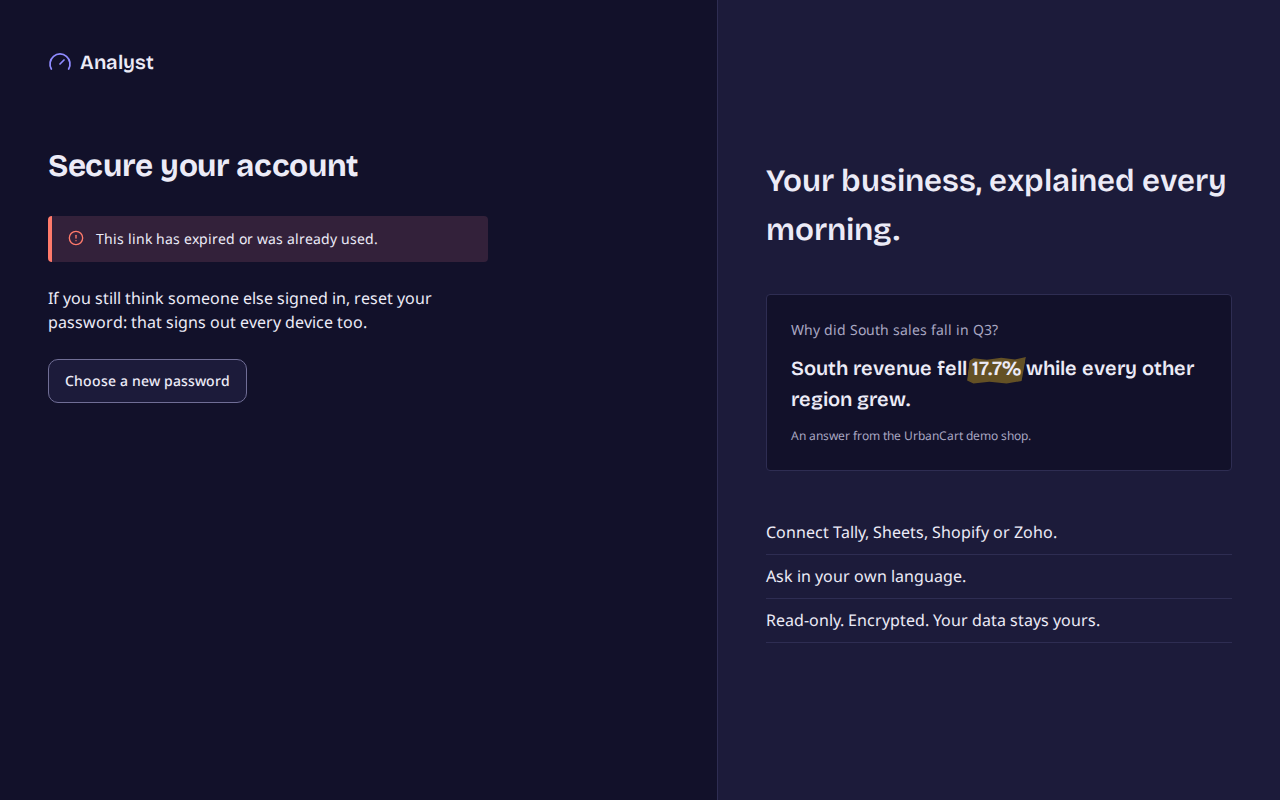 Analyst
Secure your account
This link has expired or was already used.
If you still think someone else signed in, reset your
password: that signs out every device too.
Choose a new password
Your business, explained every
morning.
Why did South sales fall in Q3?
South revenue fell 17.7% while every other
region grew.
An answer from the UrbanCart demo shop.
Connect Tally, Sheets, Shopify or Zoho.
Ask in your own language.
Read-only. Encrypted. Your data stays yours.